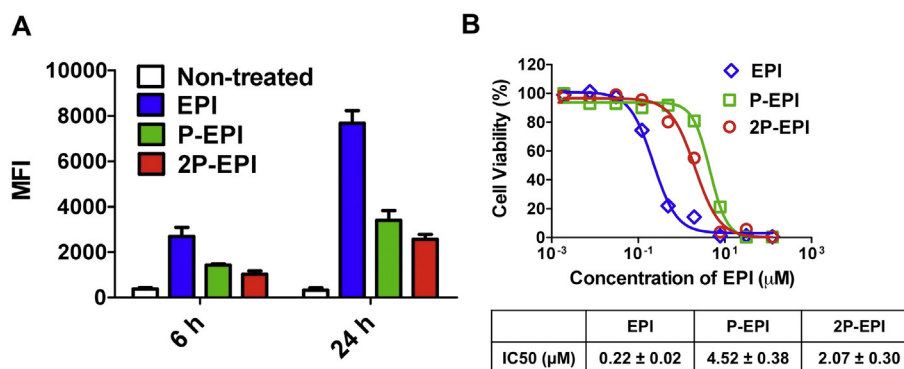 A
10000
8000
6000
4000
2000
0
MFI
Non-treated
EPI
P-EPI
2P-EPI
6 h
24 h
B
120
100
80
60
40
20
0
Cell Viability (%)
EPI
P-EPI
2P-EPI
10⁻³ 10⁻¹ 10¹ 10³
Concentration of EPI (μM)
EPI P-EPI 2P-EPI
IC50 (μM) 0.22 ± 0.02 4.52 ± 0.38 2.07 ± 0.30